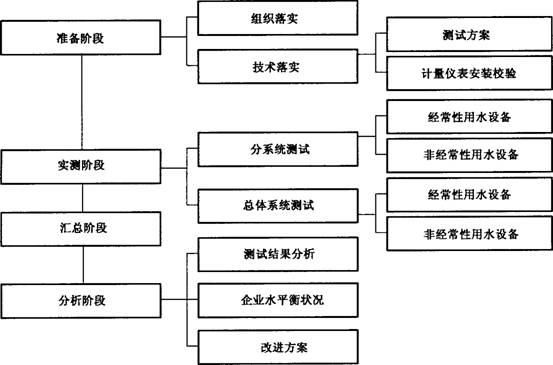 准备阶段
组织落实
技术落实
测试方案
计量仪表安装校验
实测阶段
分系统测试
经常性用水设备
非经常性用水设备
总体系统测试
经常性用水设备
非经常性用水设备
汇总阶段
分析阶段
测试结果分析
企业水平衡状况
改进方案